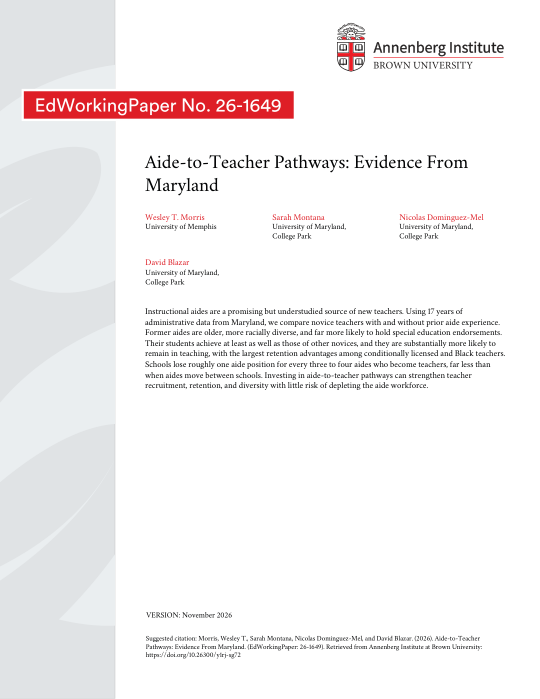 Annenberg Institute
BROWN UNIVERSITY
EdWorkingPaper No. 26-1649
Aide-to-Teacher Pathways: Evidence From
Maryland
Wesley T. Morris
University of Memphis
Sarah Montana
University of Maryland,
College Park
Nicolas Dominguez-Mel
University of Maryland,
College Park
David Blazar
University of Maryland,
College Park
Instructional aides are a promising but understudied source of new teachers. Using 17 years of
administrative data from Maryland, we compare novice teachers with and without prior aide experience.
Former aides are older, more racially diverse, and far more likely to hold special education endorsements.
Their students achieve at least as well as those of other novices, and they are substantially more likely to
remain in teaching, with the largest retention advantages among conditionally licensed and Black teachers.
Schools lose roughly one aide position for every three to four aides who become teachers, far less than
when aides move between schools. Investing in aide-to-teacher pathways can strengthen teacher
recruitment, retention, and diversity with little risk of depleting the aide workforce.
VERSION: November 2026
Suggested citation: Morris, Wesley T., Sarah Montana, Nicolas Dominguez-Mel, and David Blazar. (2026). Aide-to-Teacher
Pathways: Evidence From Maryland. (EdWorkingPaper: 26-1649). Retrieved from Annenberg Institute at Brown University:
https://doi.org/10.26300/ylrj-sg72